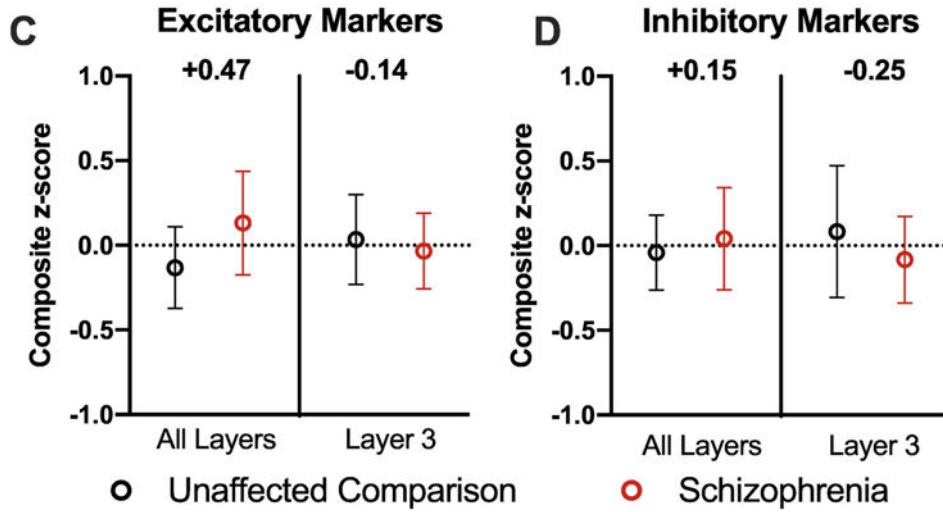 C Excitatory Markers
+0.47 -0.14
1.0
0.5
0.0
-0.5
-1.0
Composite z-score
All Layers Layer 3
D Inhibitory Markers
+0.15 -0.25
1.0
0.5
0.0
-0.5
-1.0
Composite z-score
All Layers Layer 3
Unaffected Comparison Schizophrenia